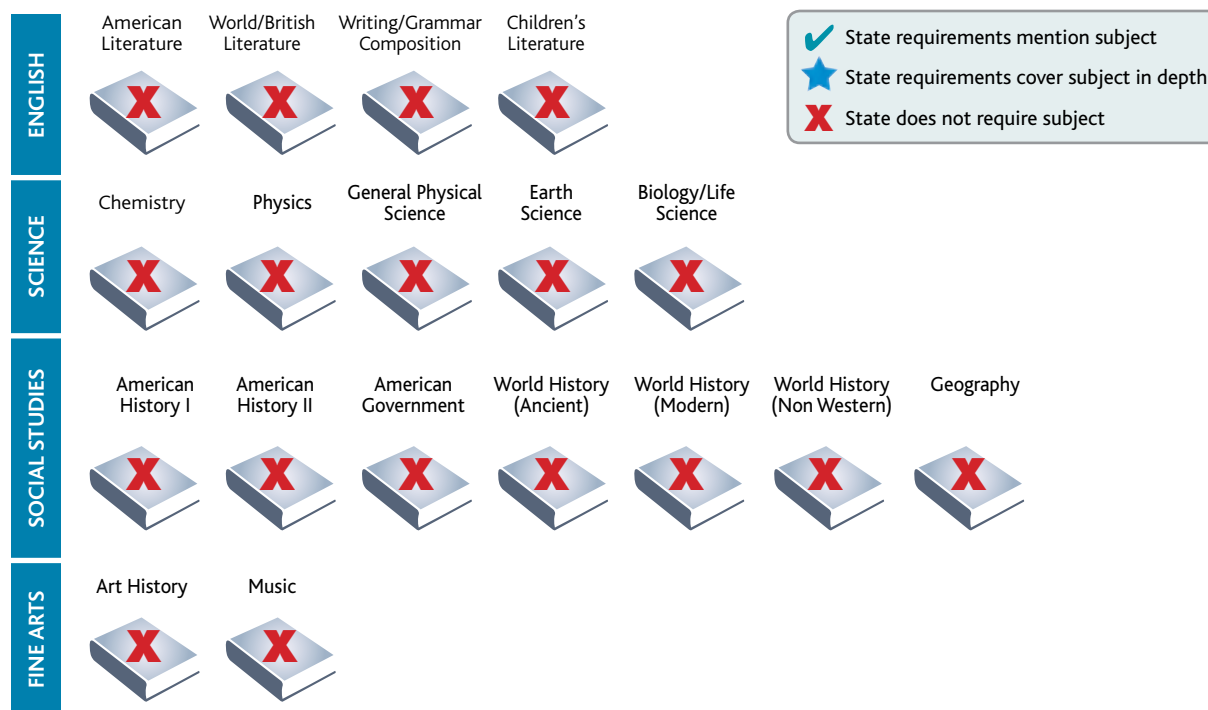 ENGLISH
American
Literature
World/British
Literature
Writing/Grammar
Composition
Children's
Literature
✔ State requirements mention subject
★ State requirements cover subject in depth
X State does not require subject
X X X X
SCIENCE
Chemistry
Physics
General Physical
Science
Earth
Science
Biology/Life
Science
X X X X X
SOCIAL STUDIES
American
History I
American
History II
American
Government
World History
(Ancient)
World History
(Modern)
World History
(Non Western)
Geography
X X X X X X X
FINE ARTS
Art History
Music
X X